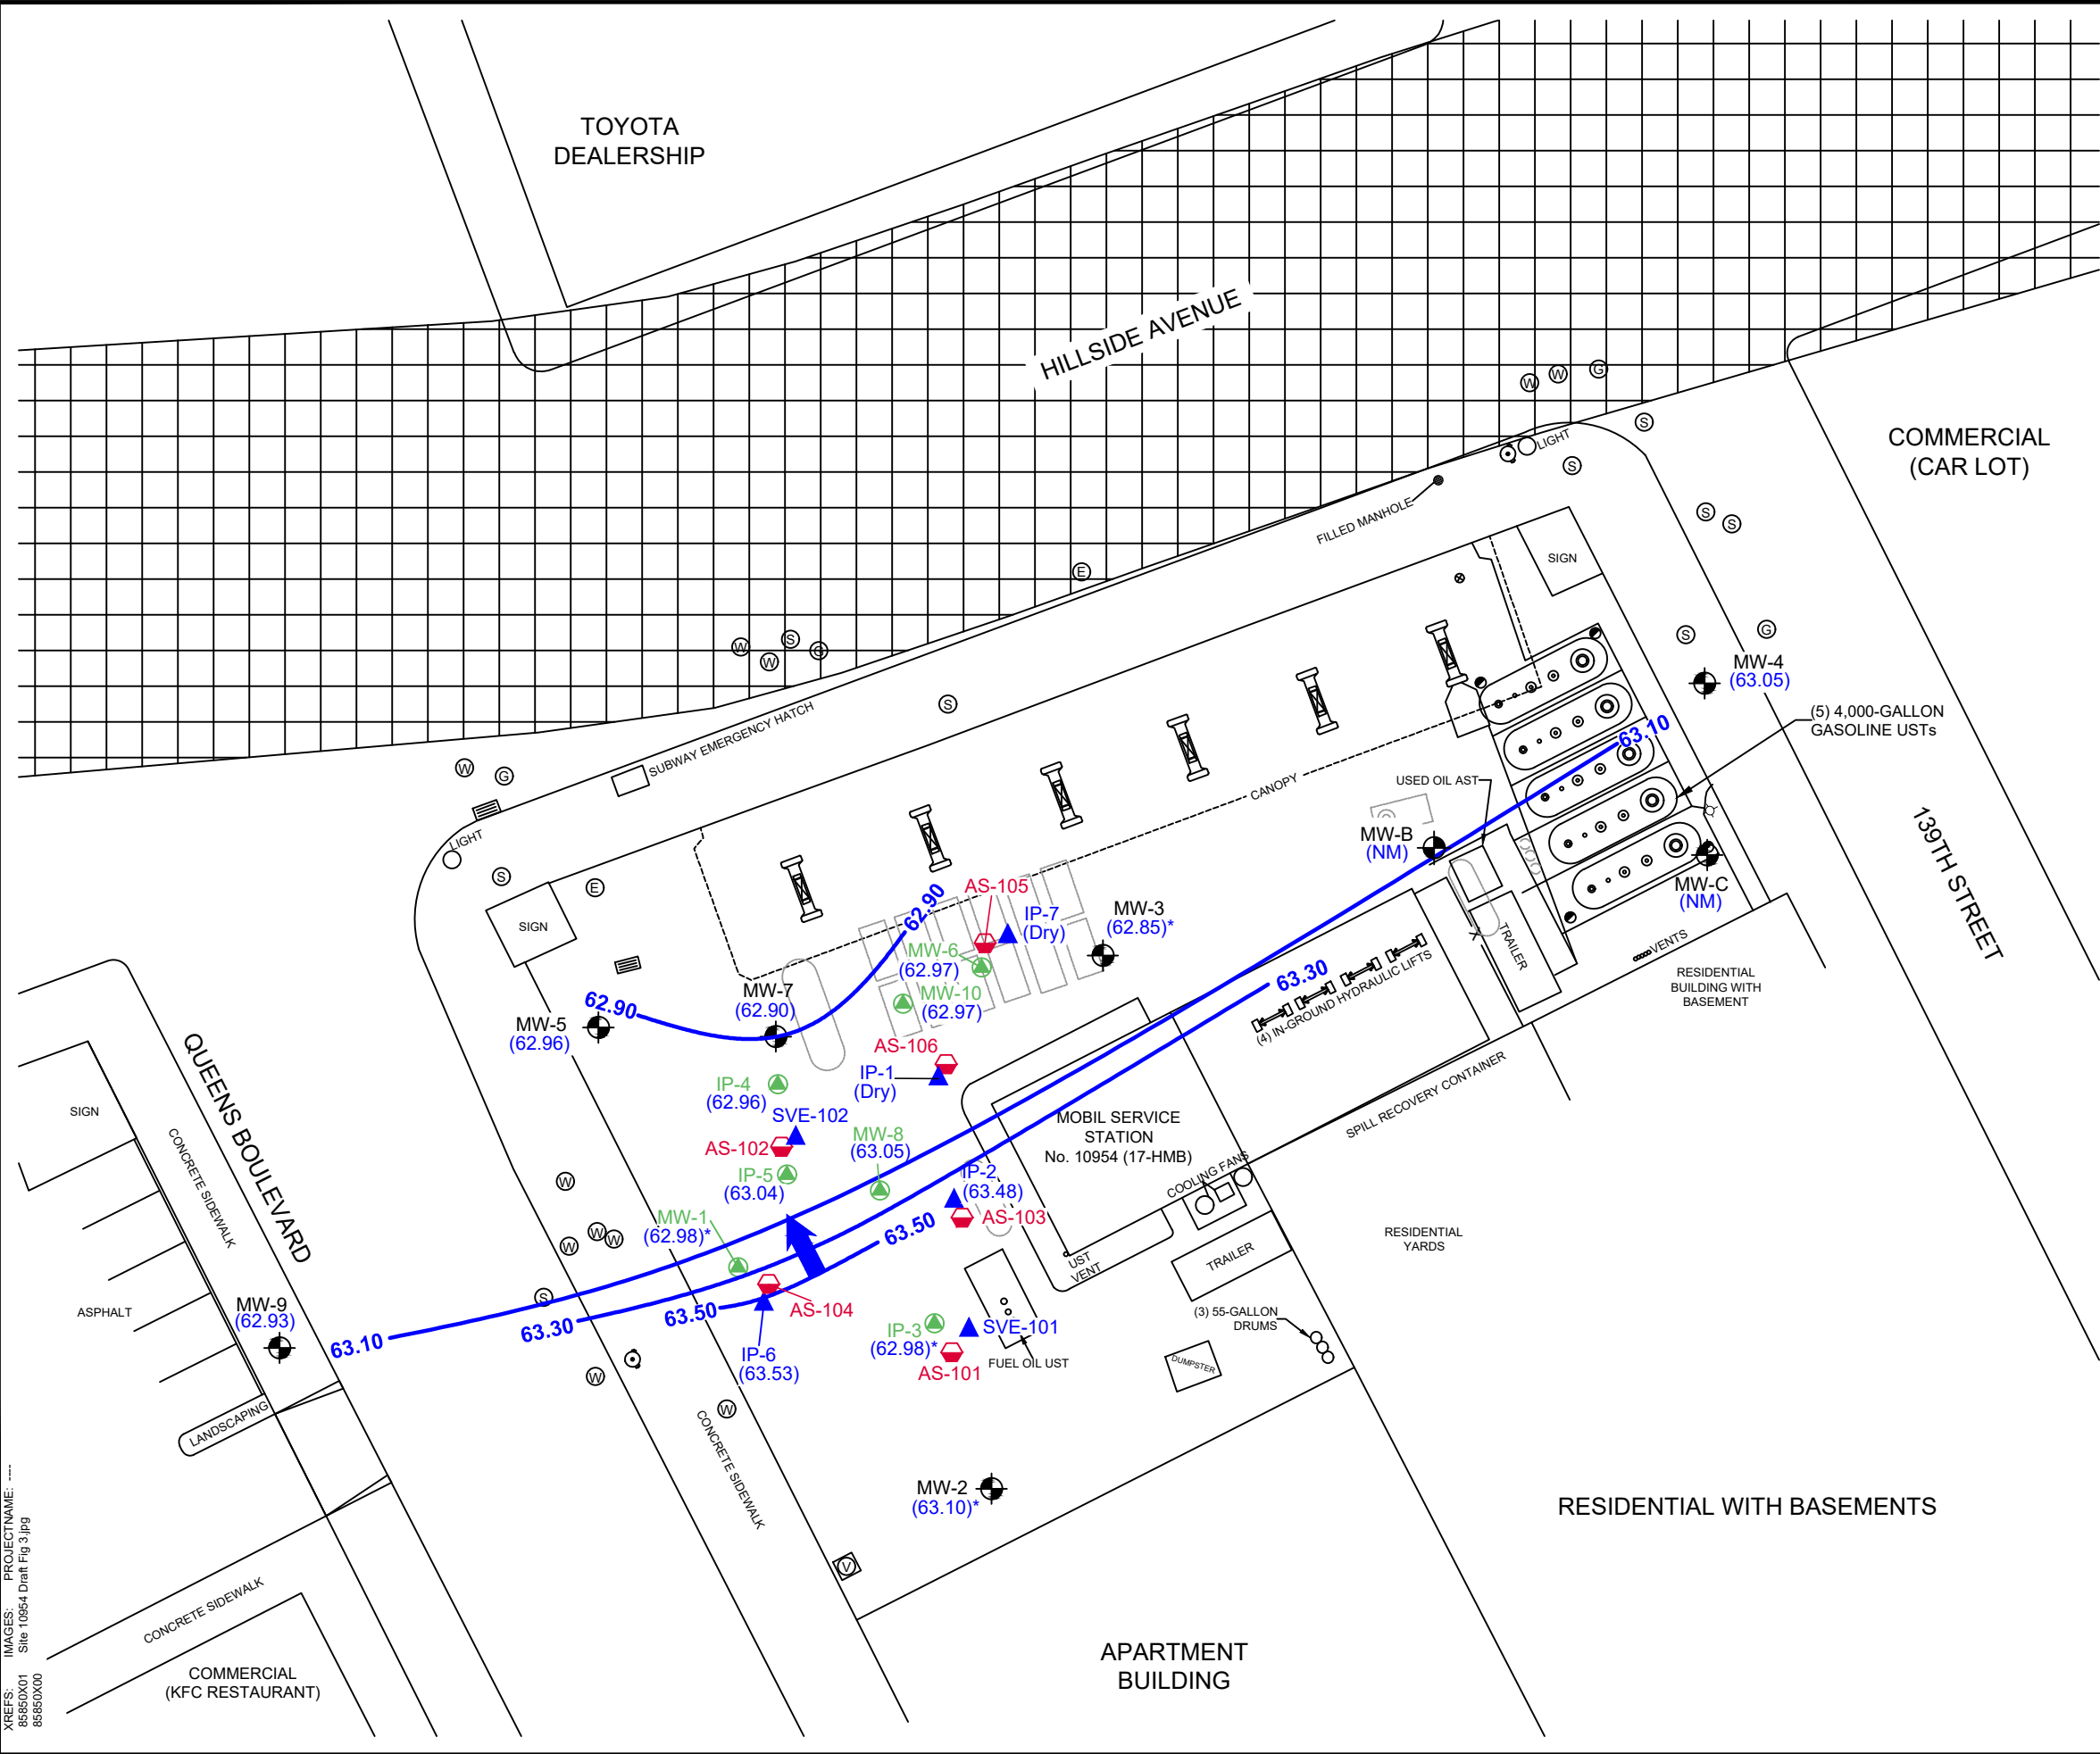 TOYOTA
DEALERSHIP
HILLSIDE AVENUE
W
W
G
S
LIGHT
S
COMMERCIAL
(CAR LOT)
FILLED MANHOLE
S
S
SIGN
E
S
G
W
S
W
G
MW-4
(63.05)
S
SUBWAY EMERGENCY HATCH
(5) 4,000-GALLON
GASOLINE USTs
63.10
W
G
CANOPY
USED OIL AST
LIGHT
MW-B
(NM)
139TH STREET
S
E
SIGN
MW-C
(NM)
62.90
AS-105
IP-7
(Dry)
MW-3
(62.85)*
MW-6
(62.97)
MW-10
(62.97)
TRAILER
VENTS
RESIDENTIAL
BUILDING WITH
BASEMENT
63.30
(4) IN-GROUND HYDRAULIC LIFTS
62.90
MW-7
(62.90)
MW-5
(62.96)
AS-106
IP-1
(Dry)
IP-4
(62.96)
SVE-102
AS-102
MW-8
(63.05)
IP-5
(63.04)
MOBIL SERVICE
STATION
No. 10954 (17-HMB)
SPILL RECOVERY CONTAINER
COOLING FANS
QUEENS BOULEVARD
SIGN
CONCRETE SIDEWALK
W
W
W
W
S
IP-2
(63.48)
AS-103
63.50
MW-1
(62.98)*
RESIDENTIAL
YARDS
UST
VENT
TRAILER
ASPHALT
MW-9
(62.93)
63.10
63.30
63.50
AS-104
IP-6
(63.53)
IP-3
(62.98)*
SVE-101
AS-101
FUEL OIL UST
(3) 55-GALLON
DRUMS
DUMPSTER
W
W
LANDSCAPING
CONCRETE SIDEWALK
MW-2
(63.10)*
RESIDENTIAL WITH BASEMENTS
V
CONCRETE SIDEWALK
COMMERCIAL
(KFC RESTAURANT)
APARTMENT
BUILDING
XREFS: IMAGES: PROJECTNAME: ----
85850X01 Site 10954 Draft Fig 3.jpg
85850X00